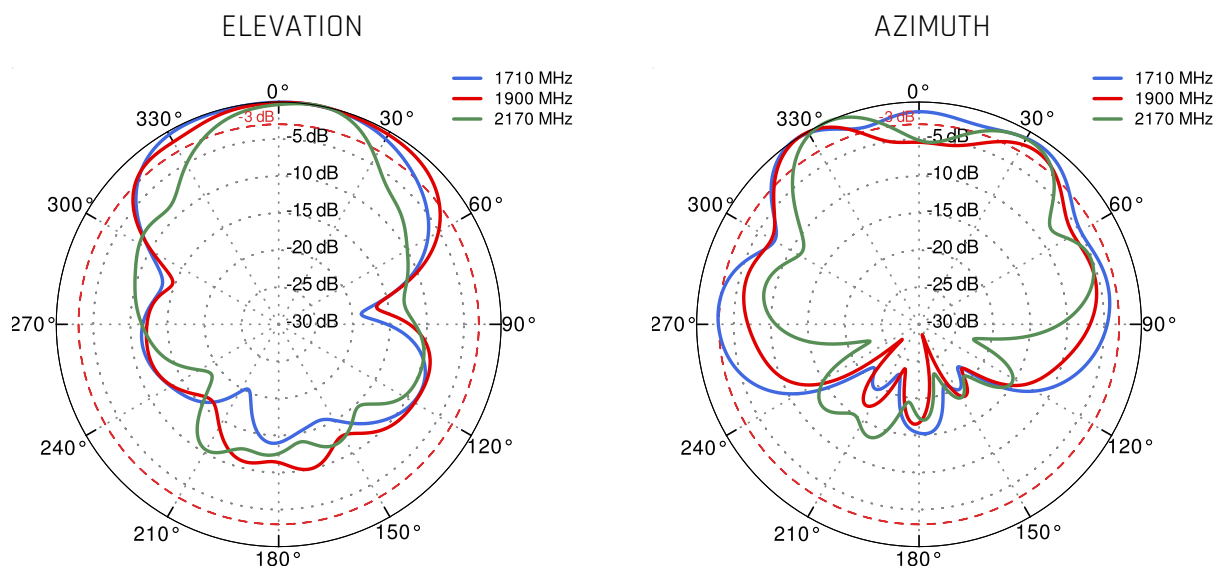 ELEVATION
1710 MHz
1900 MHz
2170 MHz
0°
30°
60°
90°
120°
150°
180°
210°
240°
270°
300°
330°
-3 dB
-5 dB
-10 dB
-15 dB
-20 dB
-25 dB
-30 dB
AZIMUTH
1710 MHz
1900 MHz
2170 MHz
0°
30°
60°
90°
120°
150°
180°
210°
240°
270°
300°
330°
-3 dB
-5 dB
-10 dB
-15 dB
-20 dB
-25 dB
-30 dB